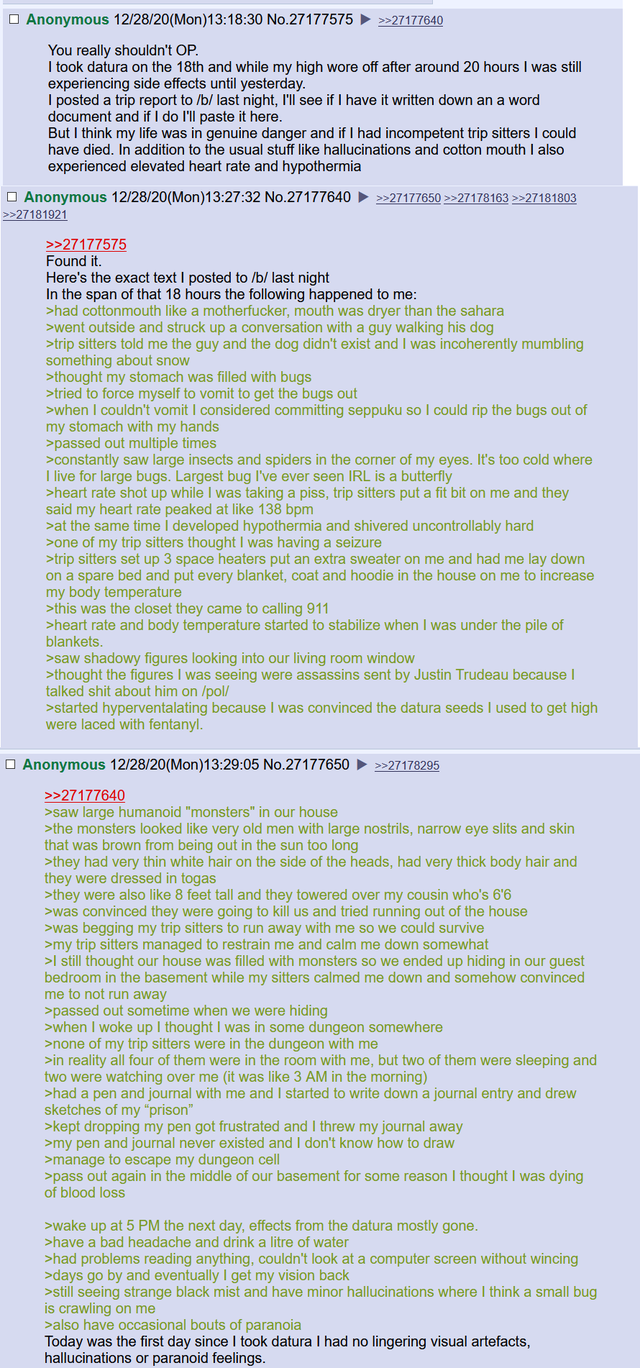 Anonymous 12/28/20(Mon)13:18:30 No.27177575 ▶ >>27177640
You really shouldn't OP.
I took datura on the 18th and while my high wore off after around 20 hours I was still
experiencing side effects until yesterday.
I posted a trip report to /b/ last night, I'll see if I have it written down an a word
document and if I do I'll paste it here.
But I think my life was in genuine danger and if I had incompetent trip sitters I could
have died. In addition to the usual stuff like hallucinations and cotton mouth I also
experienced elevated heart rate and hypothermia
Anonymous 12/28/20(Mon)13:27:32 No.27177640 ▶ >>27177650 >>27178163 >>27181803
>>27181921
>>27177575
Found it.
Here's the exact text I posted to /b/ last night
In the span of that 18 hours the following happened to me:
>had cottonmouth like a motherfucker, mouth was dryer than the sahara
>went outside and struck up a conversation with a guy walking his dog
>trip sitters told me the guy and the dog didn't exist and I was incoherently mumbling
something about snow
>thought my stomach was filled with bugs
>tried to force myself to vomit to get the bugs out
>when I couldn't vomit I considered committing seppuku so I could rip the bugs out of
my stomach with my hands
>passed out multiple times
>constantly saw large insects and spiders in the corner of my eyes. It's too cold where
I live for large bugs. Largest bug I've ever seen IRL is a butterfly
>heart rate shot up while I was taking a piss, trip sitters put a fit bit on me and they
said my heart rate peaked at like 138 bpm
>at the same time I developed hypothermia and shivered uncontrollably hard
>one of my trip sitters thought I was having a seizure
>trip sitters set up 3 space heaters put an extra sweater on me and had me lay down
on a spare bed and put every blanket, coat and hoodie in the house on me to increase
my body temperature
>this was the closet they came to calling 911
>heart rate and body temperature started to stabilize when I was under the pile of
blankets.
>saw shadowy figures looking into our living room window
>thought the figures I was seeing were assassins sent by Justin Trudeau because I
talked shit about him on /pol/
>started hyperventalating because I was convinced the datura seeds I used to get high
were laced with fentanyl.
Anonymous 12/28/20(Mon)13:29:05 No.27177650 ▶ >>27178295
>>27177640
>saw large humanoid "monsters" in our house
>the monsters looked like very old men with large nostrils, narrow eye slits and skin
that was brown from being out in the sun too long
>they had very thin white hair on the side of the heads, had very thick body hair and
they were dressed in togas
>they were also like 8 feet tall and they towered over my cousin who's 6'6
>was convinced they were going to kill us and tried running out of the house
>was begging my trip sitters to run away with me so we could survive
>my trip sitters managed to restrain me and calm me down somewhat
>I still thought our house was filled with monsters so we ended up hiding in our guest
bedroom in the basement while my sitters calmed me down and somehow convinced
me to not run away
>passed out sometime when we were hiding
>when I woke up I thought I was in some dungeon somewhere
>none of my trip sitters were in the dungeon with me
>in reality all four of them were in the room with me, but two of them were sleeping and
two were watching over me (it was like 3 AM in the morning)
>had a pen and journal with me and I started to write down a journal entry and drew
sketches of my “prison”
>kept dropping my pen got frustrated and I threw my journal away
>my pen and journal never existed and I don't know how to draw
>manage to escape my dungeon cell
>pass out again in the middle of our basement for some reason I thought I was dying
of blood loss
>wake up at 5 PM the next day, effects from the datura mostly gone.
>have a bad headache and drink a litre of water
>had problems reading anything, couldn't look at a computer screen without wincing
>days go by and eventually I get my vision back
>still seeing strange black mist and have minor hallucinations where I think a small bug
is crawling on me
>also have occasional bouts of paranoia
Today was the first day since I took datura I had no lingering visual artefacts,
hallucinations or paranoid feelings.